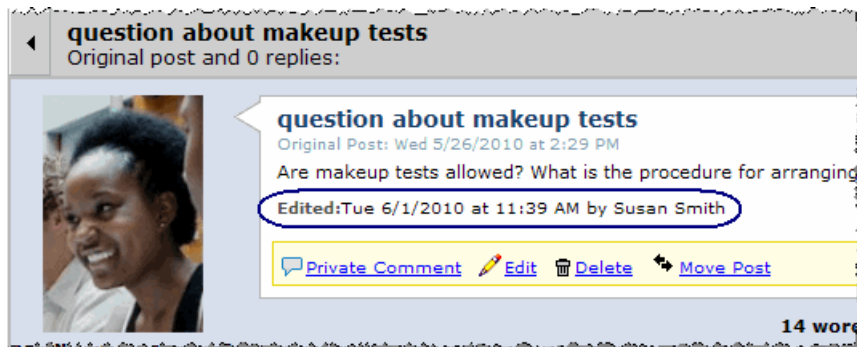 question about makeup tests
Original post and 0 replies:
question about makeup tests
Original Post: Wed 5/26/2010 at 2:29 PM
Are makeup tests allowed? What is the procedure for arranging
Edited:Tue 6/1/2010 at 11:39 AM by Susan Smith
Private Comment Edit Delete Move Post
14